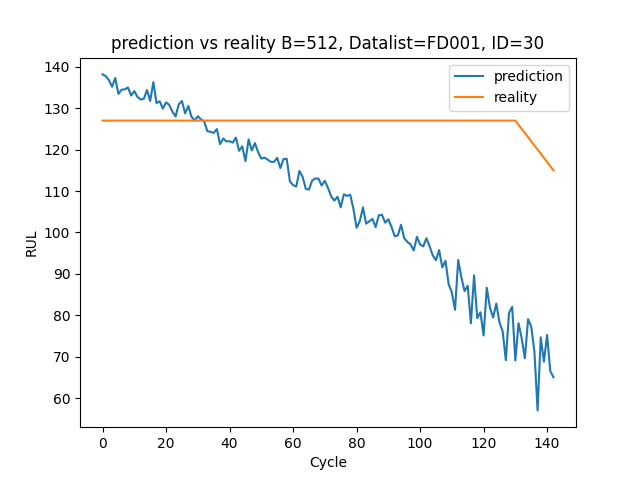 prediction vs reality B=512, Datalist=FD001, ID=30
prediction
reality
RUL
140
130
120
110
100
90
80
70
60
0 20 40 60 80 100 120 140
Cycle